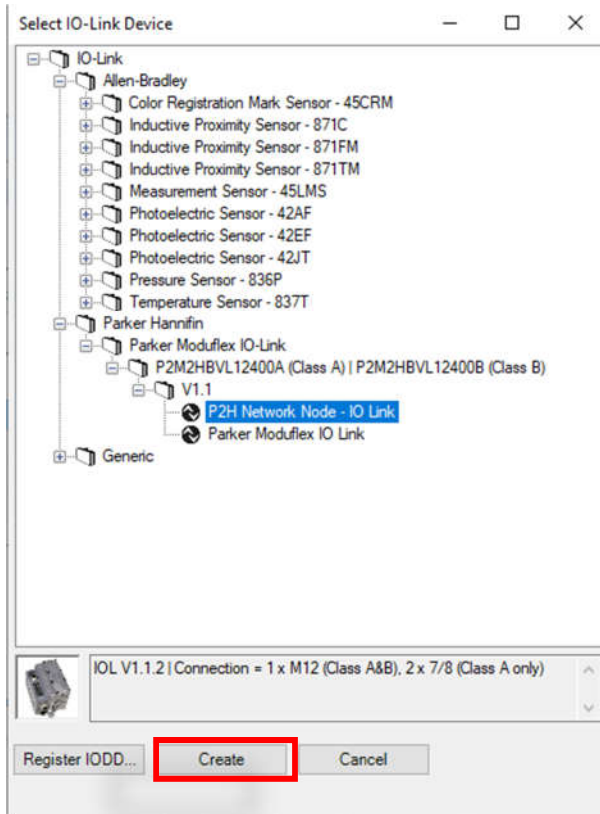 Select IO-Link Device
IO-Link
Allen-Bradley
Color Registration Mark Sensor - 45CRM
Inductive Proximity Sensor - 871C
Inductive Proximity Sensor - 871FM
Inductive Proximity Sensor - 871TM
Measurement Sensor - 45LMS
Photoelectric Sensor - 42AF
Photoelectric Sensor - 42EF
Photoelectric Sensor - 42JT
Pressure Sensor - 836P
Temperature Sensor - 837T
Parker Hannifin
Parker Moduflex IO-Link
P2M2HBVL12400A (Class A) | P2M2HBVL12400B (Class B)
V1.1
P2H Network Node - IO Link
Parker Moduflex IO Link
Generic
IOL V1.1.2 | Connection = 1 x M12 (Class A&B), 2 x 7/8 (Class A only)
Register IODD... Create Cancel